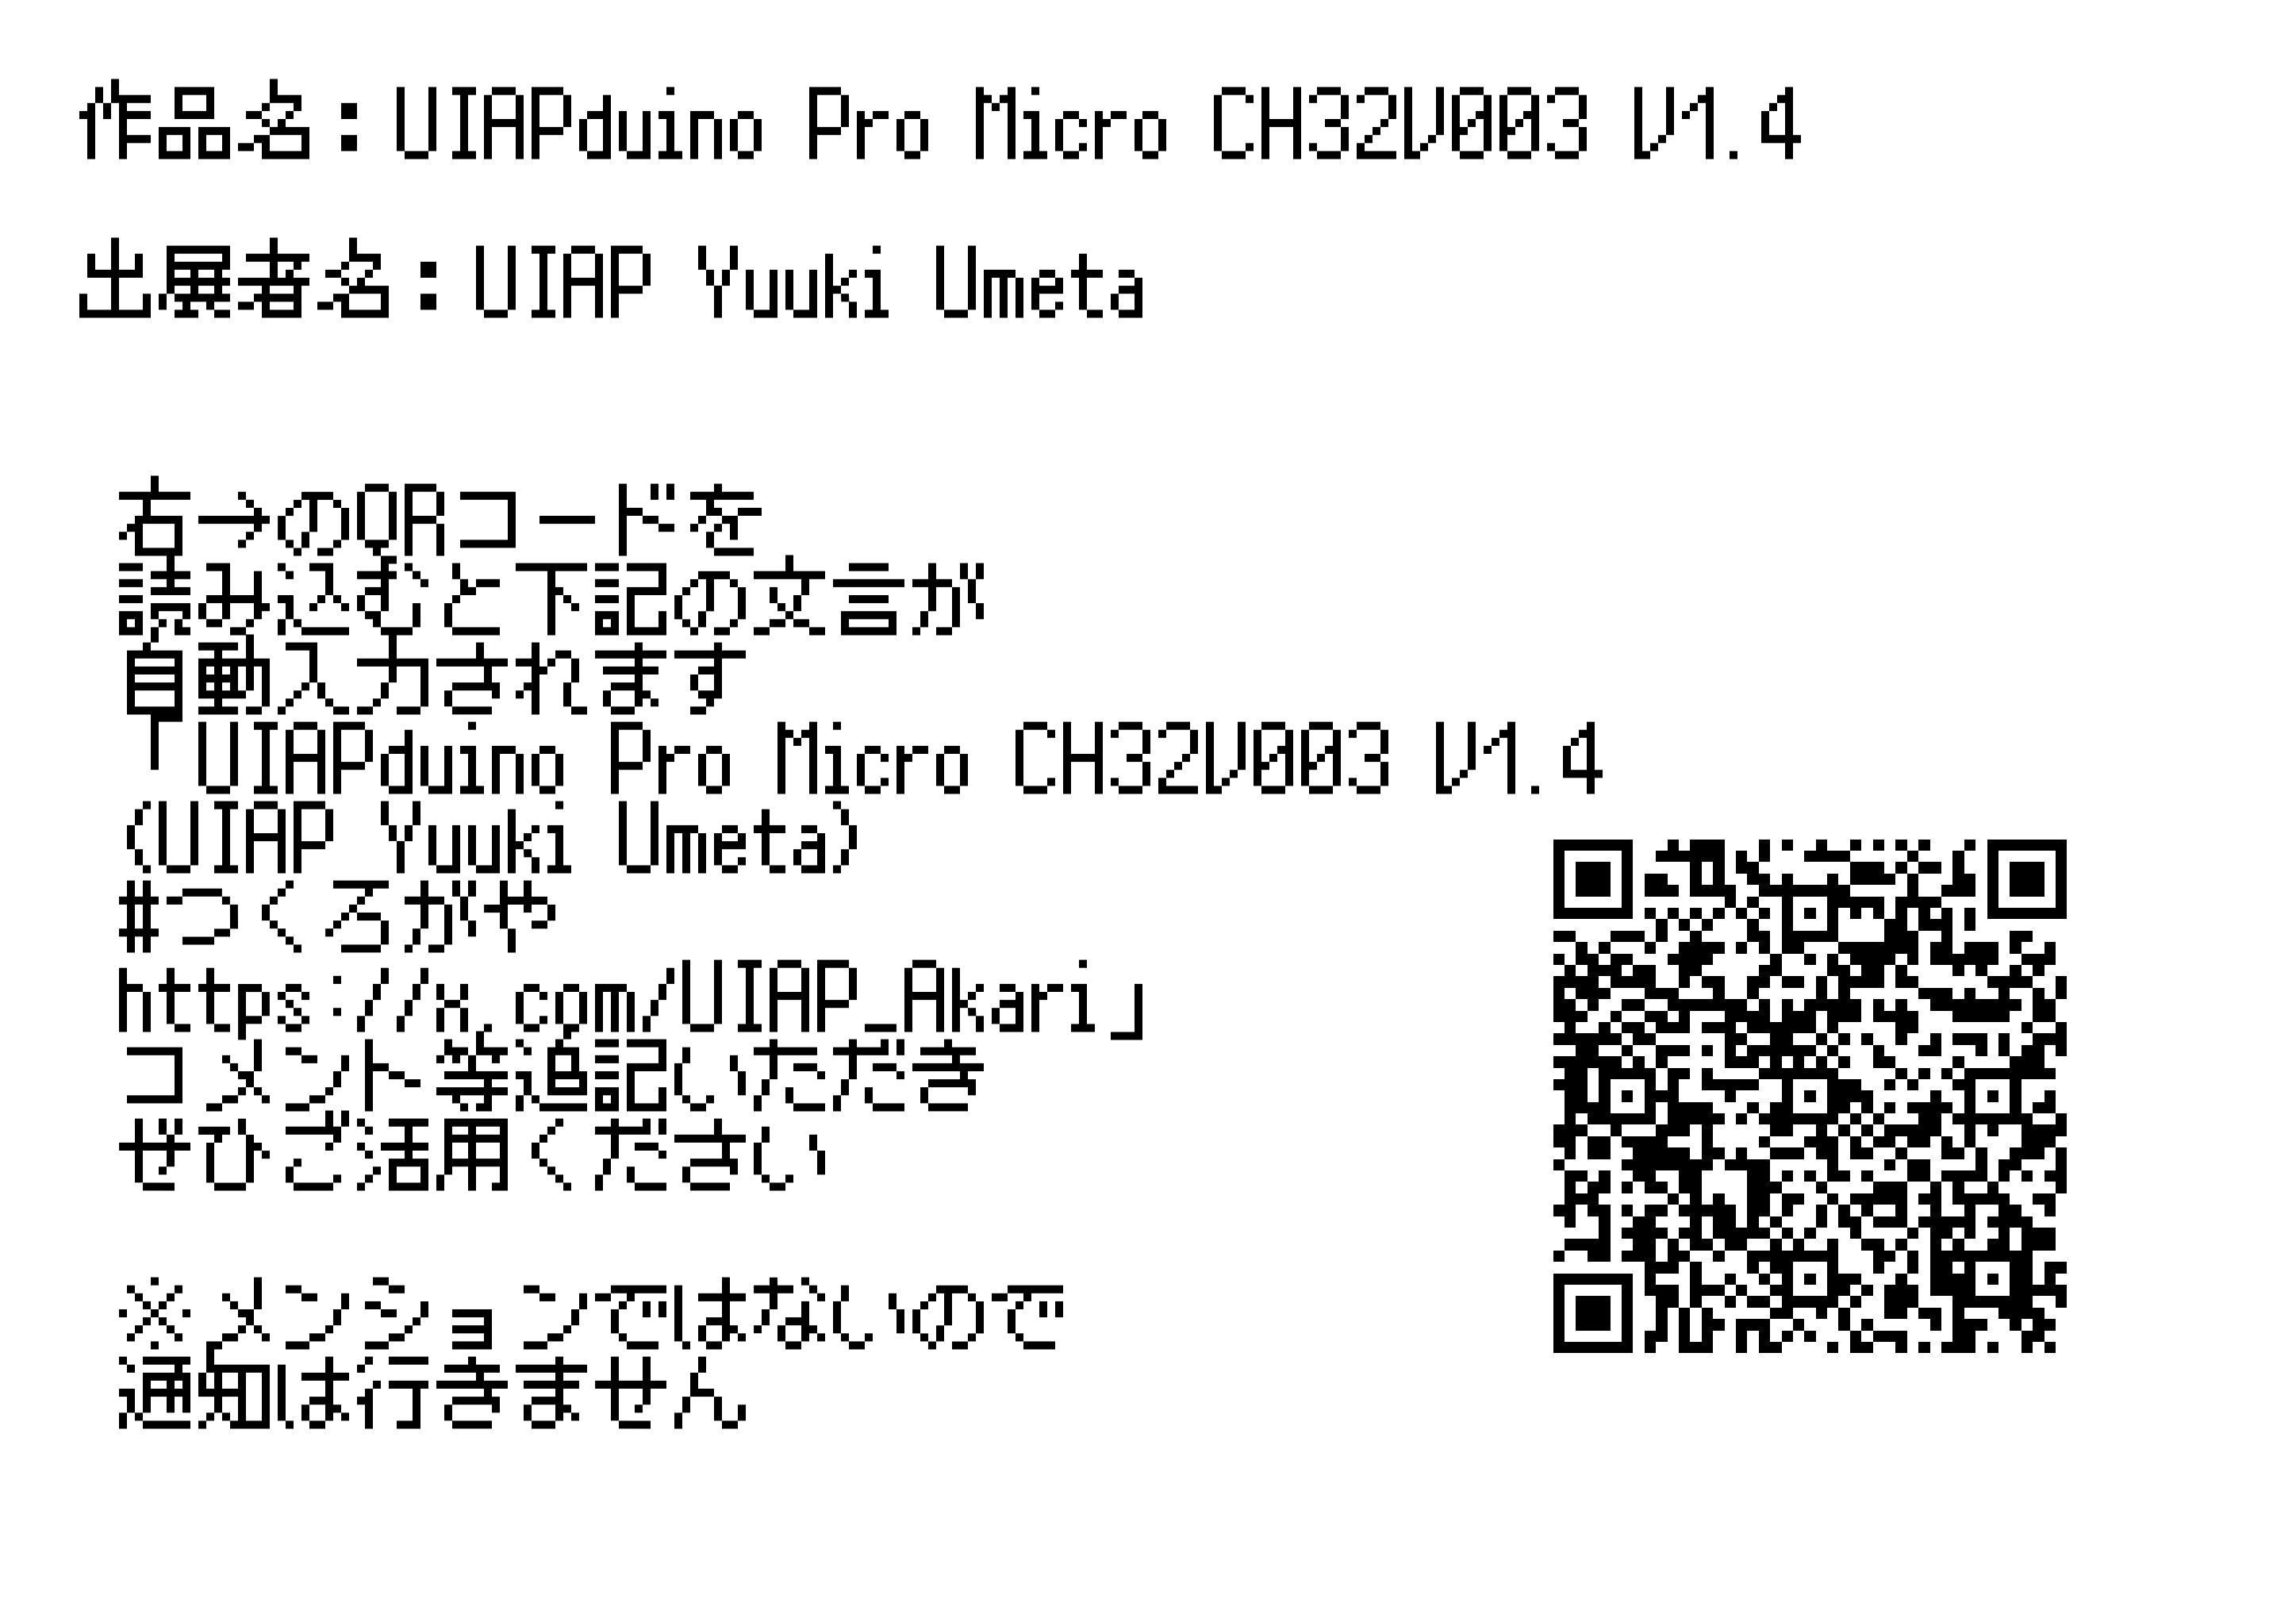 作品名：UIAPduino Pro Micro CH32V003 V1.4
出展者名：UIAP Yuuki Umeta
右→のQRコードを
読み込むと下記の文言が
自動入力されます
「UIAPduino Pro Micro CH32V003 V1.4
(UIAP Yuuki Umeta)
#つくろがや
https://x.com/UIAP_Akari」
コメント等追記いただき
ぜひご活用ください
※メンションではないので
通知は行きません。